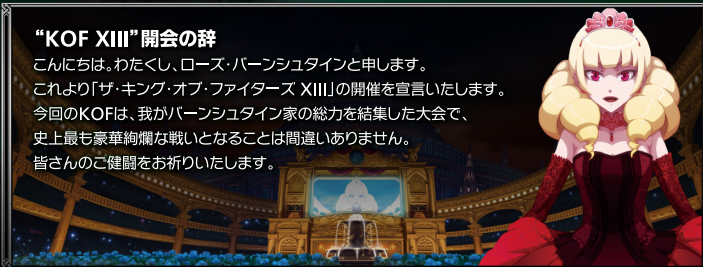 “KOF XIII”開会の辞
こんにちは。わたくし、ローズ・バーンシュタインと申します。
これより「ザ・キング・オブ・ファイターズ XIII」の開催を宣言いたします。
今回のKOFは、我がバーンシュタイン家の総力を結集した大会で、
史上最も豪華絢爛な戦いとなることは間違いありません。
皆さんのご健闘をお祈りいたします。